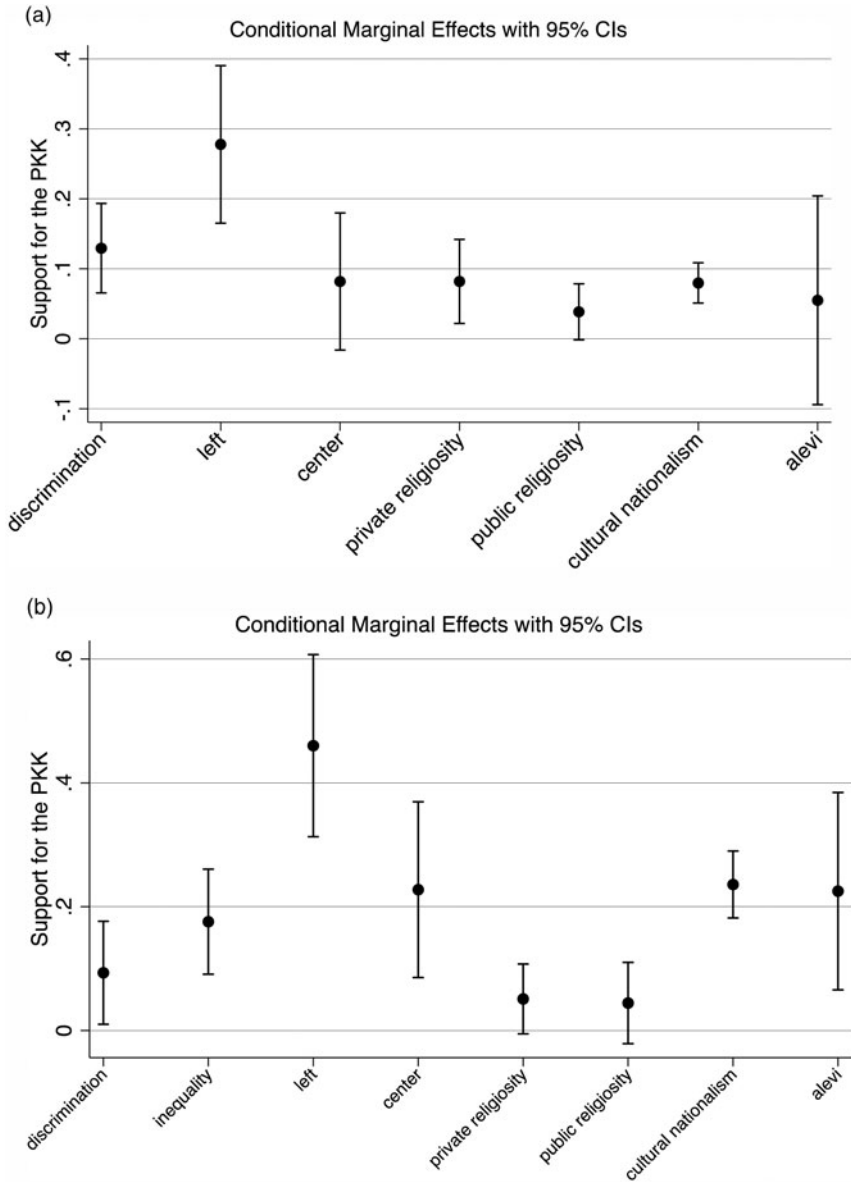 (a)
Conditional Marginal Effects with 95% CIs
Support for the PKK
.4
.3
.2
.1
0
-.1
discrimination
left
center
private religiosity
public religiosity
cultural nationalism
alevi
(b)
Conditional Marginal Effects with 95% CIs
Support for the PKK
.6
.4
.2
0
discrimination
inequality
left
center
private religiosity
public religiosity
cultural nationalism
alevi